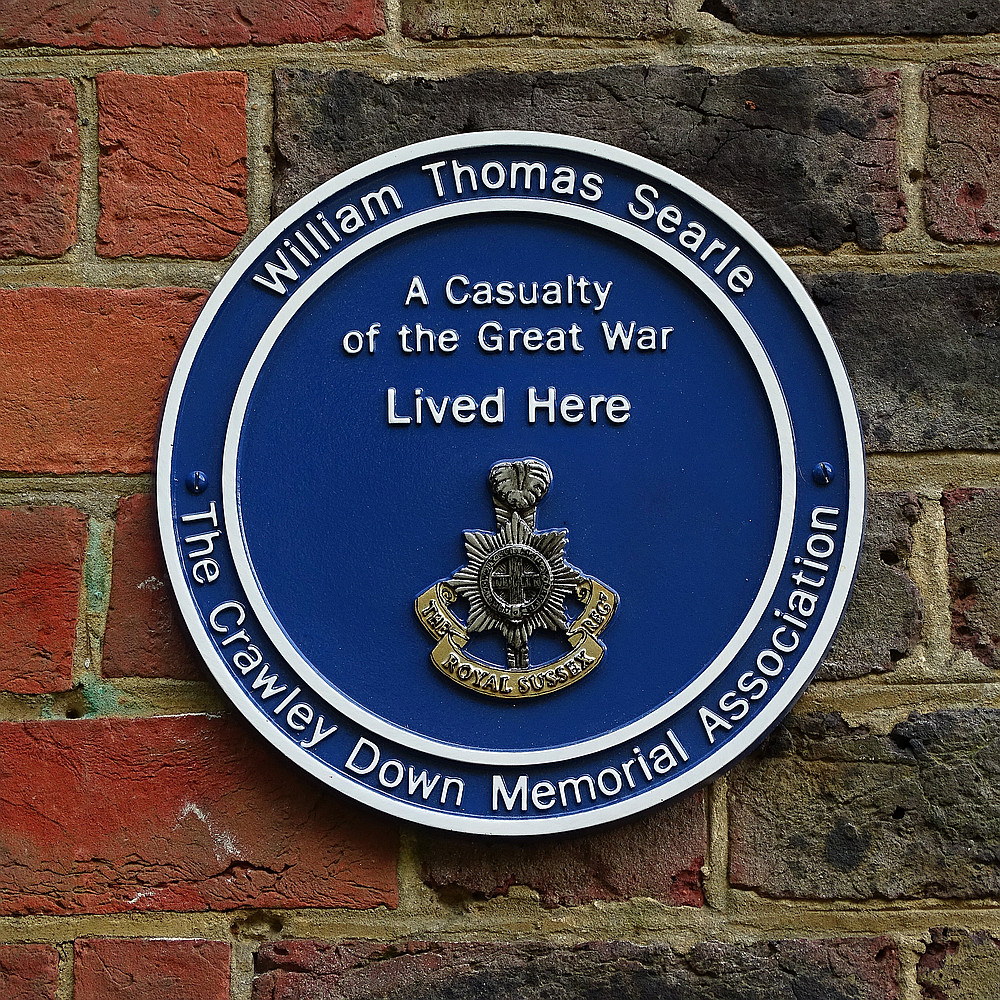 William Thomas Searle
A Casualty
of the Great War
Lived Here
THE
ROYAL SUSSEX
REGT
The Crawley Down Memorial Association